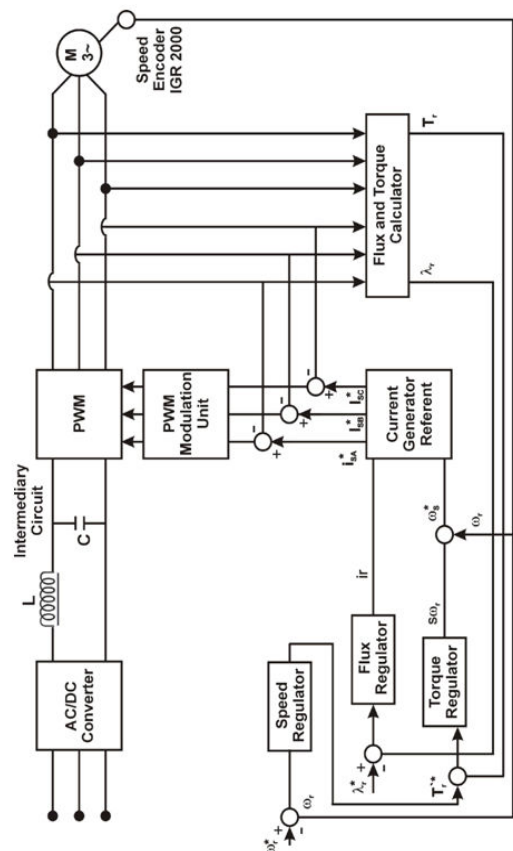 AC/DC
Converter
L
Intermediary
Circuit
C
PWM
M
3~
Speed
Encoder
IGR 2000
PWM
Modulation
Unit
-
-
-
+
+
+
i*SA
I*SB
I*SC
Flux and Torque
Calculator
λr
Tr
Current
Generator
Referent
ir
ω*s
ωr
sωr
Speed
Regulator
Flux
Regulator
Torque
Regulator
ω*r
+
-
ωr
λ*r
+
-
T`*r